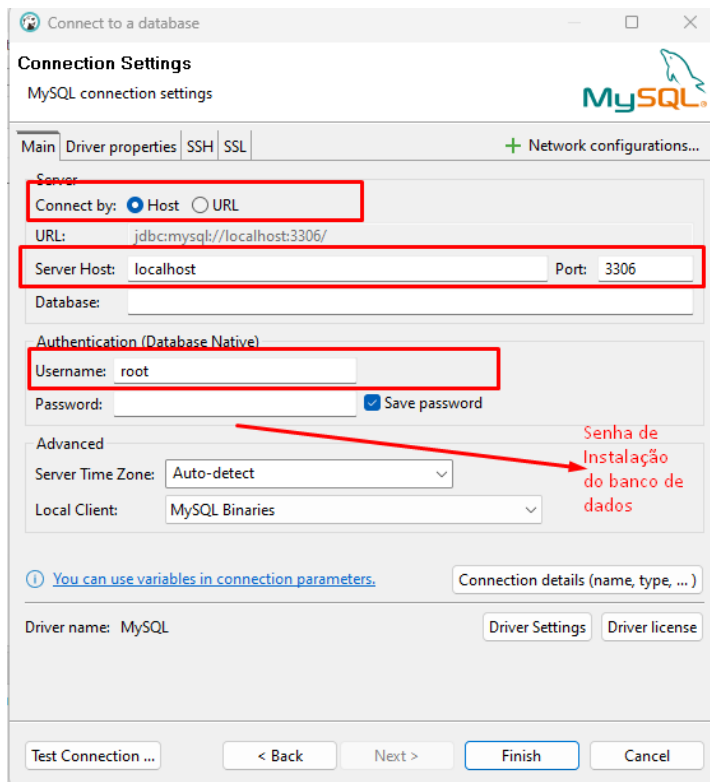 Connect to a database
Connection Settings
MySQL connection settings
MySQL®
Main Driver properties SSH SSL Network configurations...
Server
Connect by: Host URL
URL: jdbc:mysql://localhost:3306/
Server Host: localhost Port: 3306
Database:
Authentication (Database Native)
Username: root
Password: Save password
Senha de
Instalação
do banco de
dados
Advanced
Server Time Zone: Auto-detect
Local Client: MySQL Binaries
You can use variables in connection parameters. Connection details (name, type, ... )
Driver name: MySQL Driver Settings Driver license
Test Connection ... < Back Next > Finish Cancel